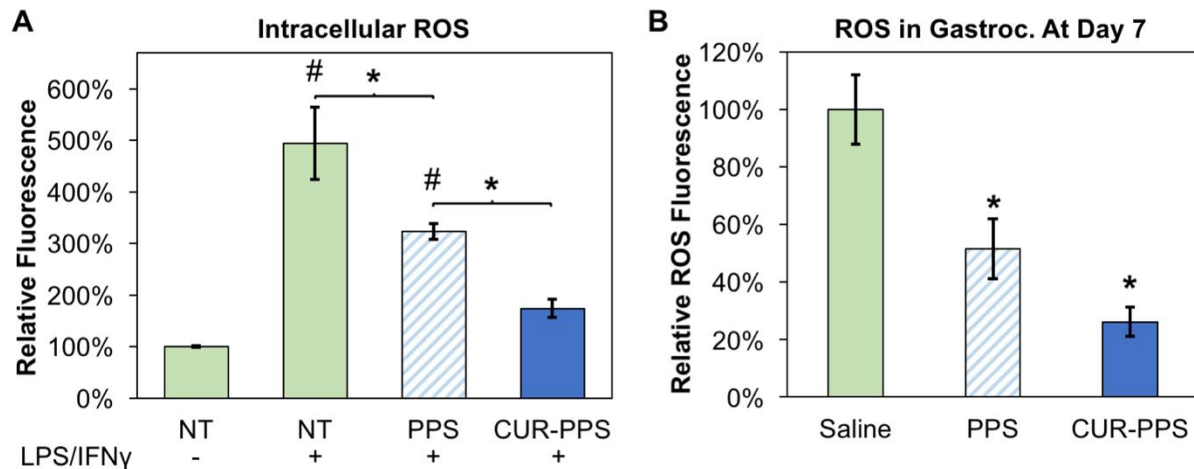 A
Intracellular ROS
Relative Fluorescence
600%
500%
400%
300%
200%
100%
0%
# *
# *
NT NT PPS CUR-PPS
LPS/IFNγ - + + +
B
ROS in Gastroc. At Day 7
Relative ROS Fluorescence
120%
100%
80%
60%
40%
20%
0%
*
*
Saline PPS CUR-PPS